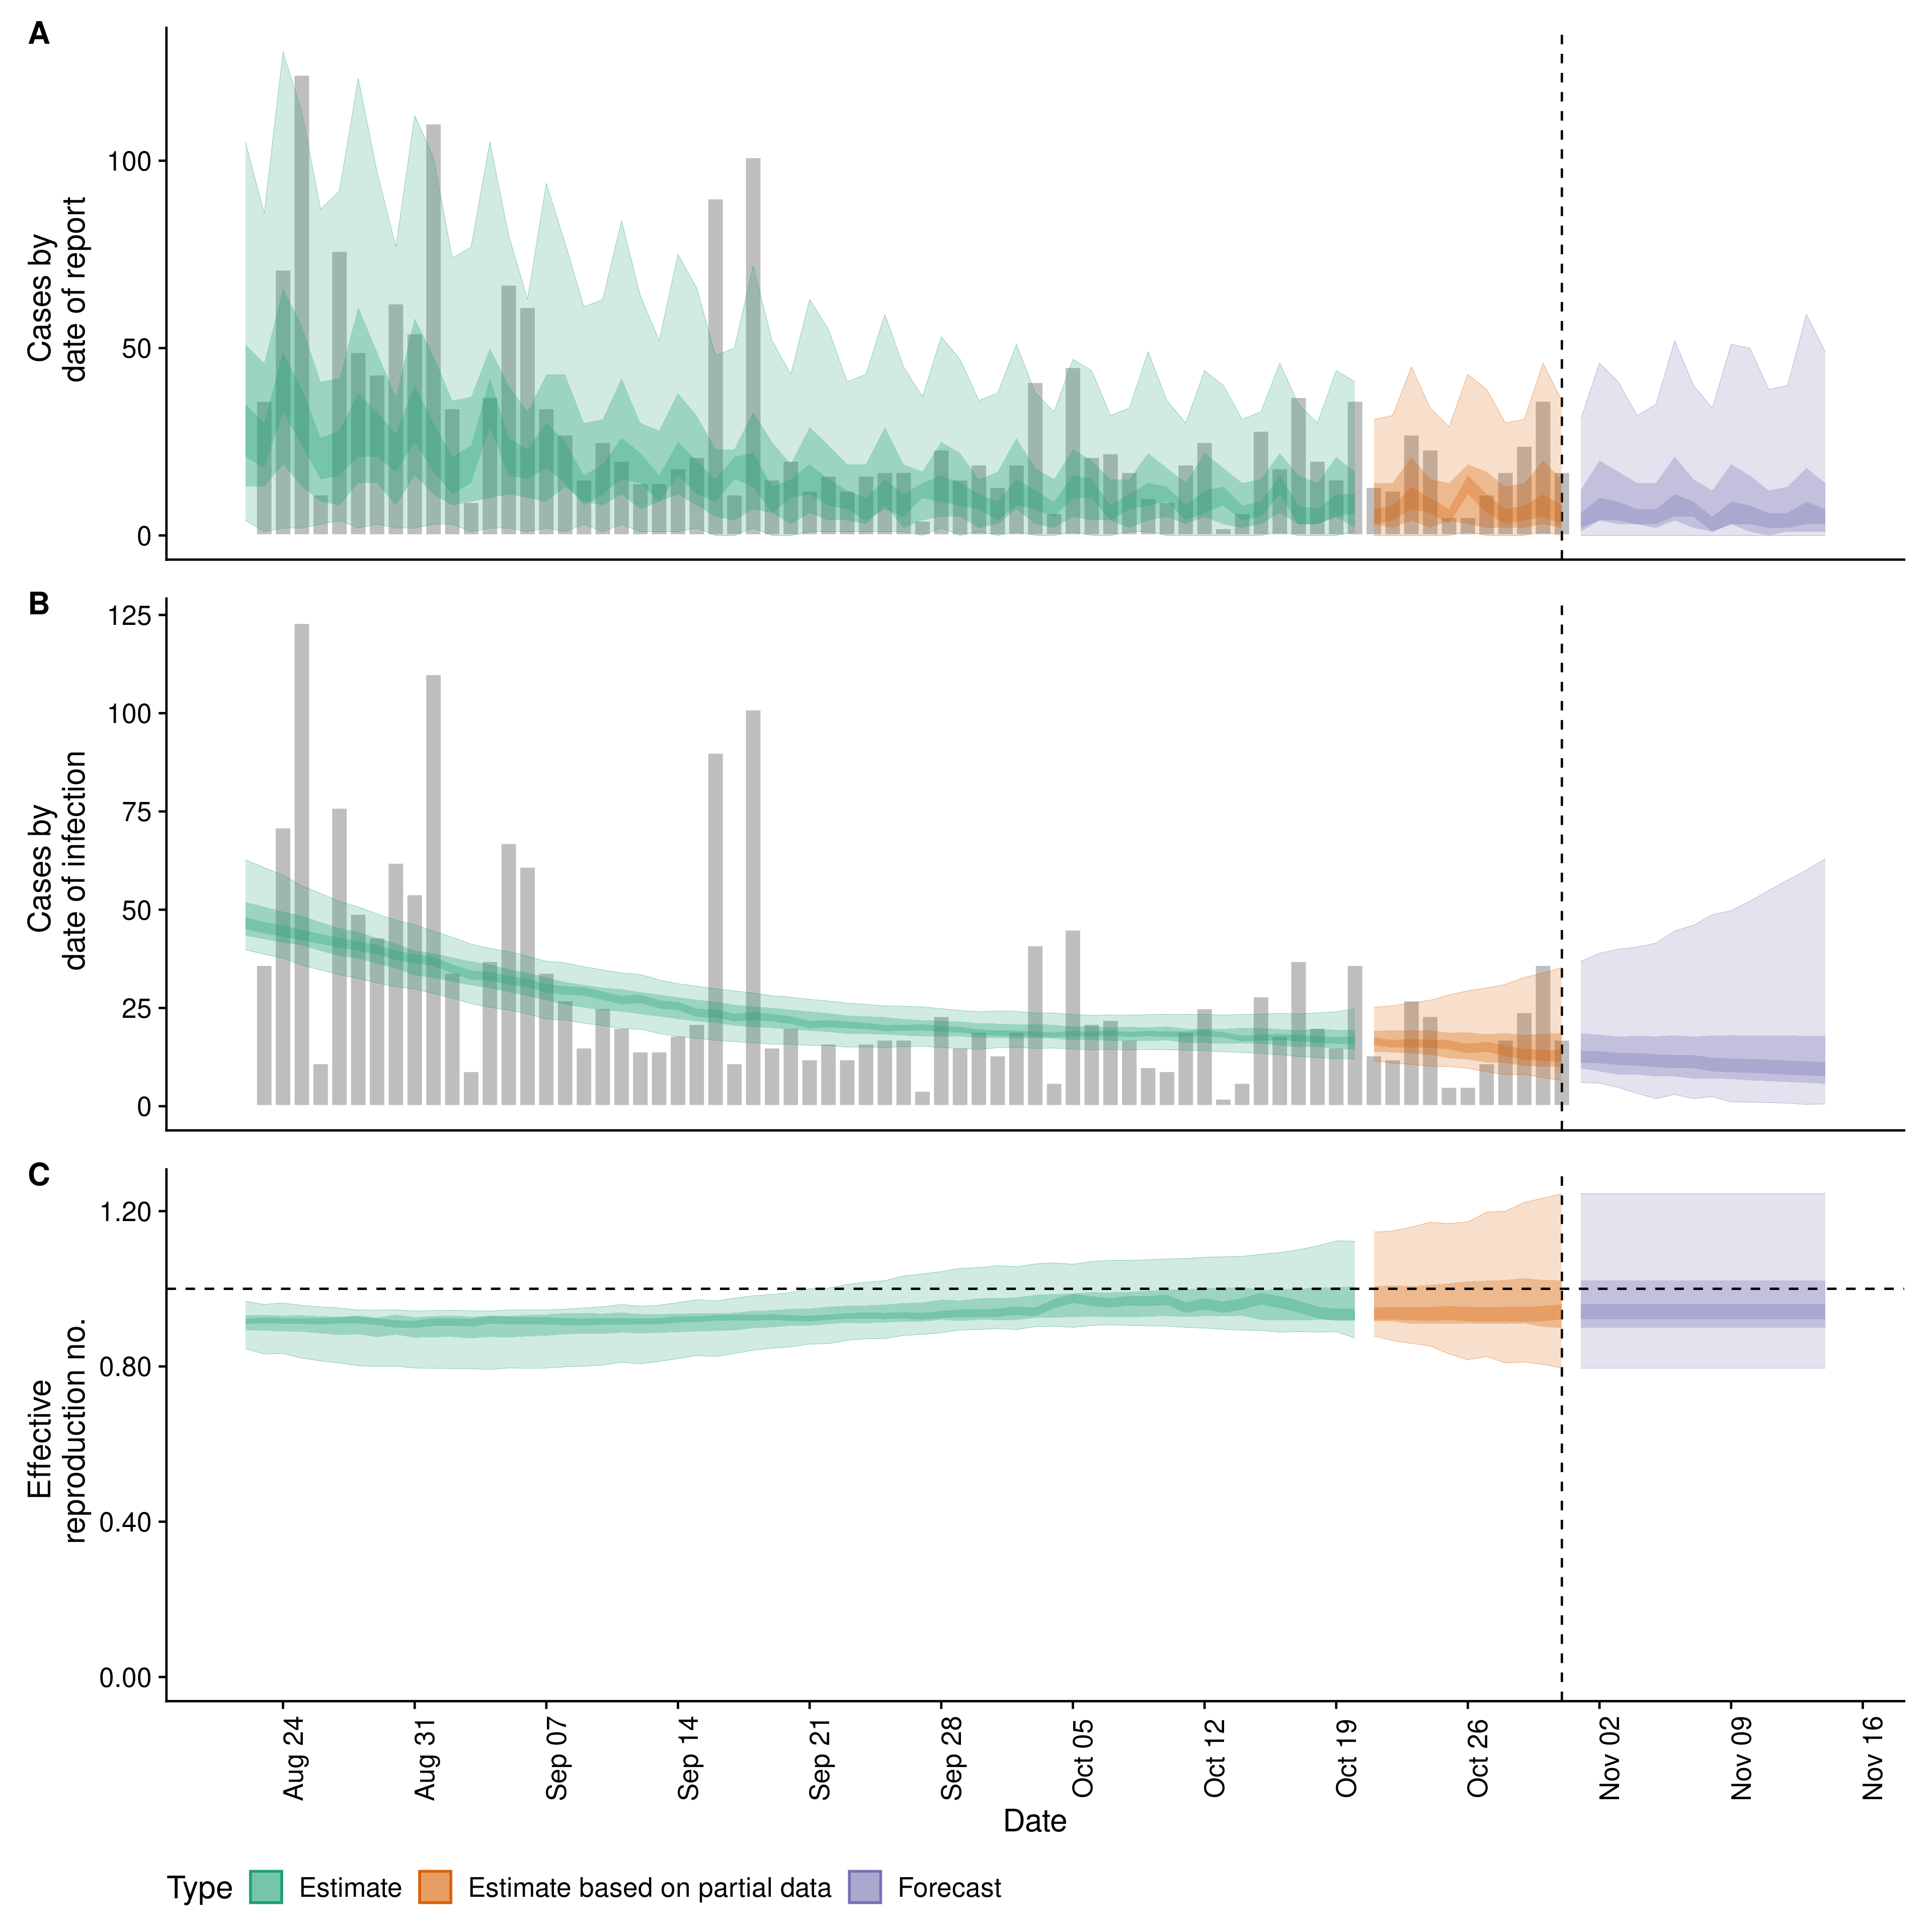 A
Cases by
date of report
100
50
0
B
Cases by
date of infection
125
100
75
50
25
0
C
Effective
reproduction no.
1.20
0.80
0.40
0.00
Aug 24
Aug 31
Sep 07
Sep 14
Sep 21
Sep 28
Oct 05
Oct 12
Oct 19
Oct 26
Nov 02
Nov 09
Nov 16
Date
Type
Estimate
Estimate based on partial data
Forecast